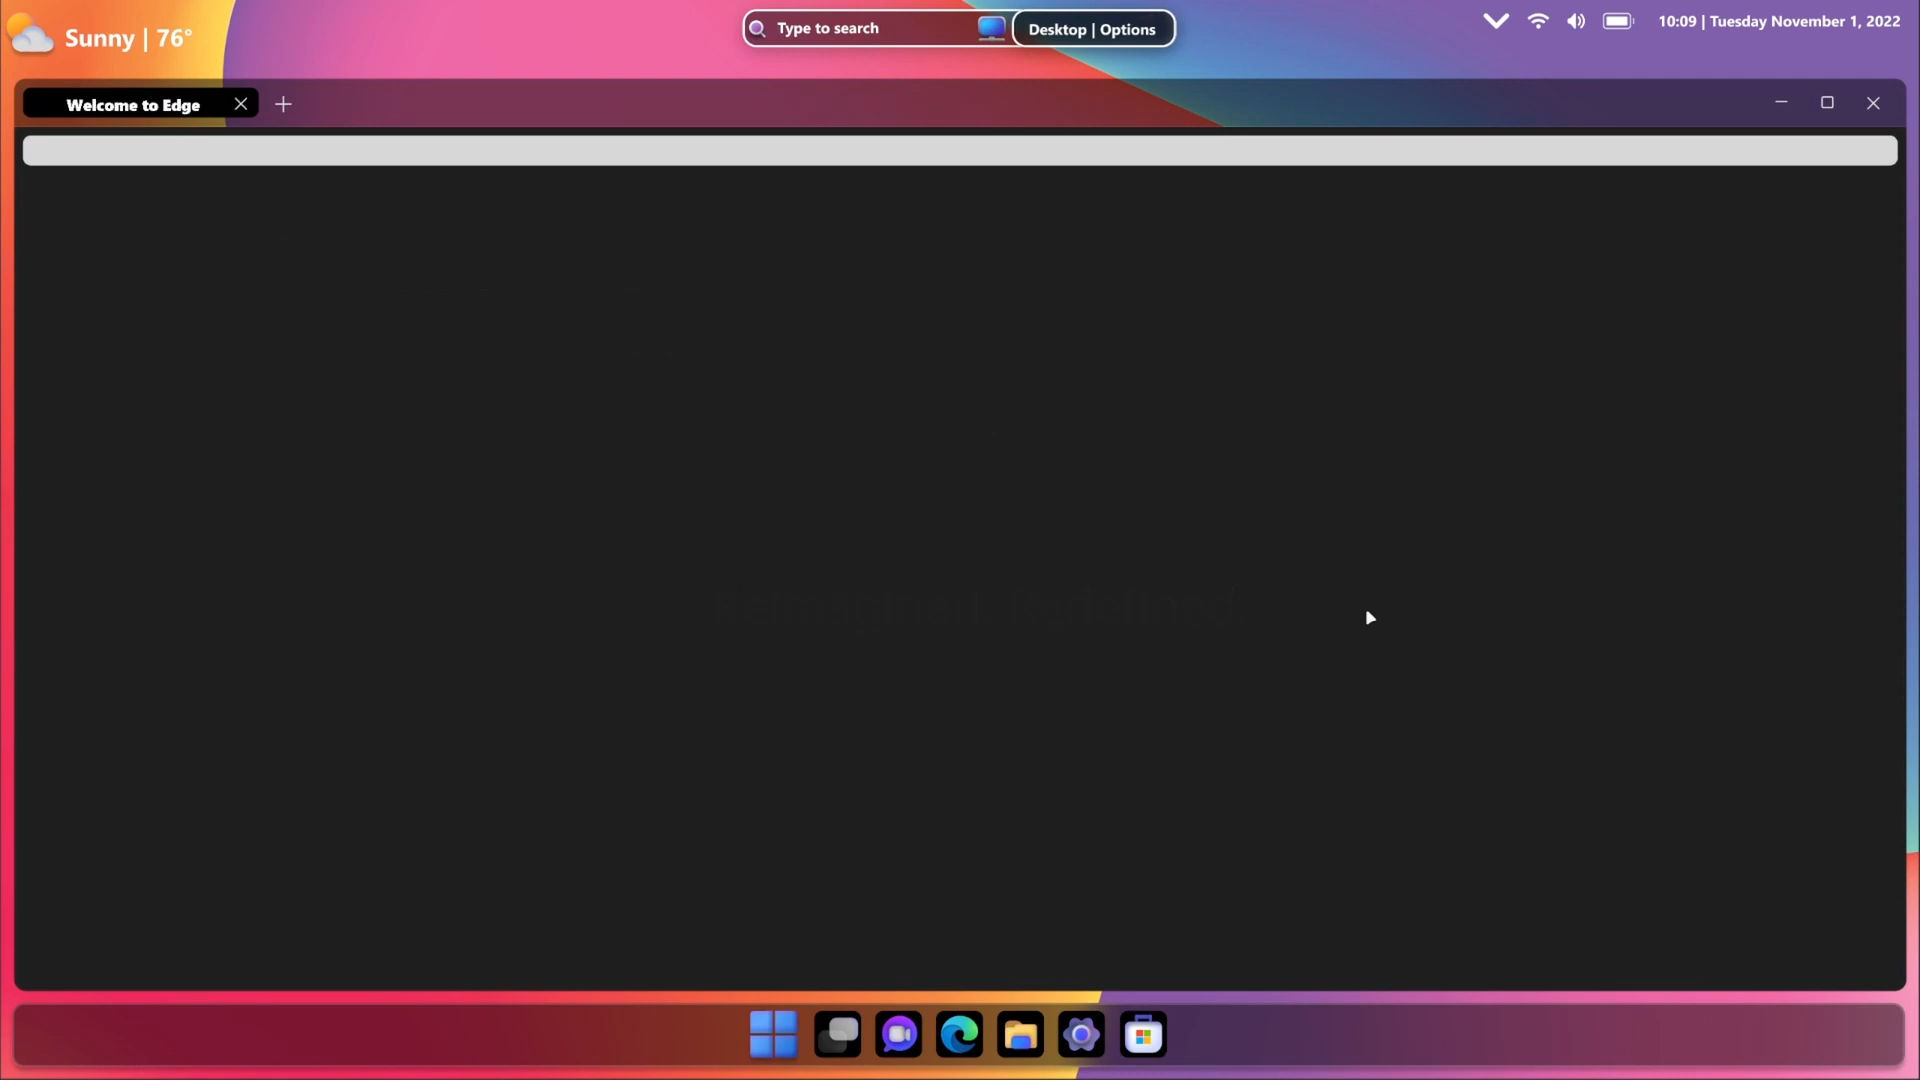 Sunny | 76°
Type to search
Desktop | Options
10:09 | Tuesday November 1, 2022
Welcome to Edge